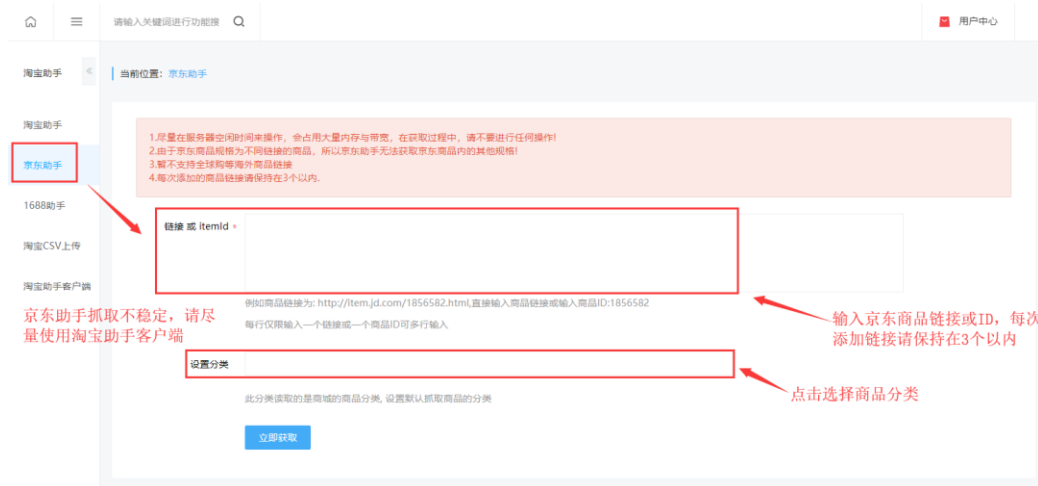 请输入关键词进行功能搜
用户中心
淘宝助手
当前位置：京东助手
淘宝助手
京东助手
1688助手
淘宝CSV上传
淘宝助手客户端
1.尽量在服务器空闲时间来操作，会占用大量内存与带宽，在获取过程中，请不要进行任何操作!
2.由于京东商品规格为不同链接的商品，所以京东助手无法获取京东商品内的其他规格!
3.暂不支持全球购等海外商品链接
4.每次添加的商品链接请保持在3个以内.
链接 或 itemId *
例如商品链接为: http://item.jd.com/1856582.html,直接输入商品链接或输入商品ID:1856582
每行仅限输入一个链接或一个商品ID可多行输入
京东助手抓取不稳定，请尽
量使用淘宝助手客户端
输入京东商品链接或ID，每次
添加链接请保持在3个以内
设置分类
点击选择商品分类
此分类读取的是商城的商品分类, 设置默认抓取商品的分类
立即获取